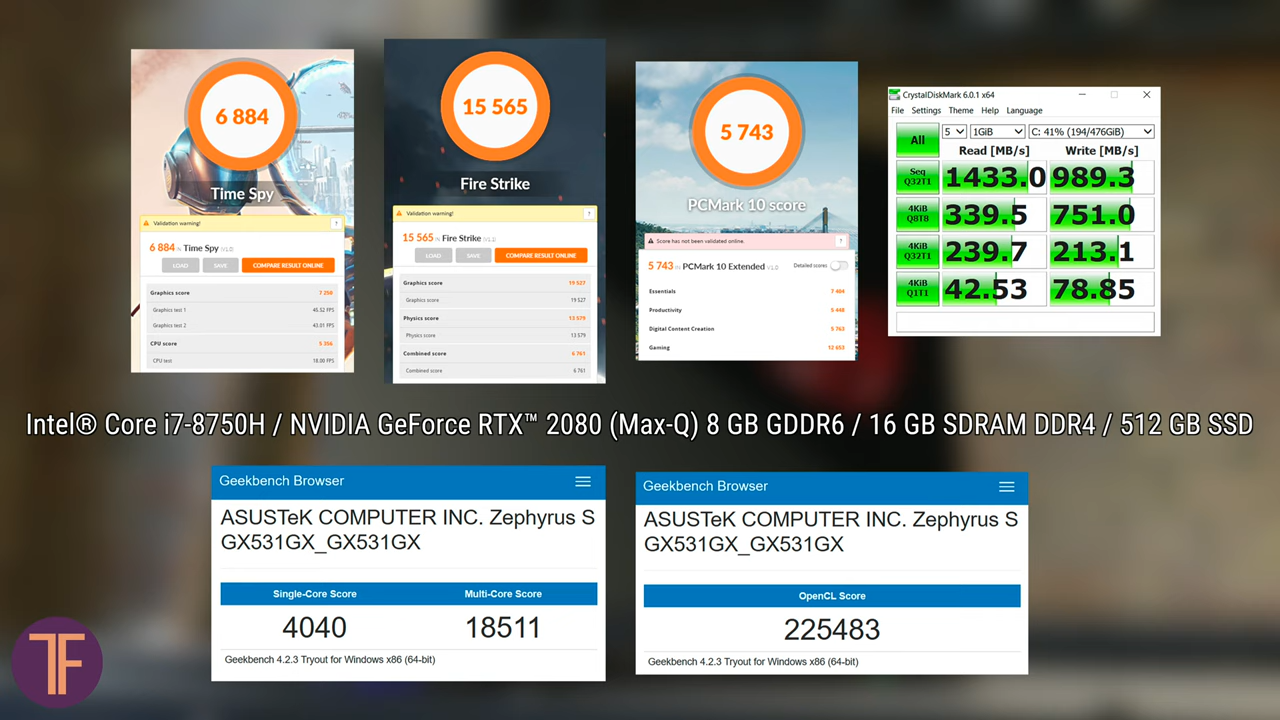 6 884
Time Spy
Validation warning!
?
6 884 Time Spy (V1.0)
LOAD SAVE COMPARE RESULT ONLINE
Graphics score 7 250
Graphics test 1 45.52 FPS
Graphics test 2 43.01 FPS
CPU score 5 356
CPU test 18.00 FPS
15 565
Fire Strike
Validation warning!
?
15 565 Fire Strike (V1.1)
LOAD SAVE COMPARE RESULT ONLINE
Graphics score 19 527
Graphics score 19 527
Physics score 13 579
Physics score 13 579
Combined score 6 761
Combined score 6 761
5 743
PCMark 10 score
Score has not been validated online.
?
5 743 PCMark 10 Extended V1.0 Detailed scores
Essentials 7 404
Productivity 5 448
Digital Content Creation 5 763
Gaming 12 653
CrystalDiskMark 6.0.1 x64
File Settings Theme Help Language
All 5 1GiB C: 41% (194/476GiB)
Read [MB/s] Write [MB/s]
Seq Q32T1 1433.0 989.3
4KiB Q8T8 339.5 751.0
4KiB Q32T1 239.7 213.1
4KiB Q1T1 42.53 78.85
Intel® Core i7-8750H / NVIDIA GeForce RTX™ 2080 (Max-Q) 8 GB GDDR6 / 16 GB SDRAM DDR4 / 512 GB SSD
Geekbench Browser
ASUSTeK COMPUTER INC. Zephyrus S
GX531GX_GX531GX
Single-Core Score Multi-Core Score
4040 18511
Geekbench 4.2.3 Tryout for Windows x86 (64-bit)
Geekbench Browser
ASUSTeK COMPUTER INC. Zephyrus S
GX531GX_GX531GX
OpenCL Score
225483
Geekbench 4.2.3 Tryout for Windows x86 (64-bit)
TF